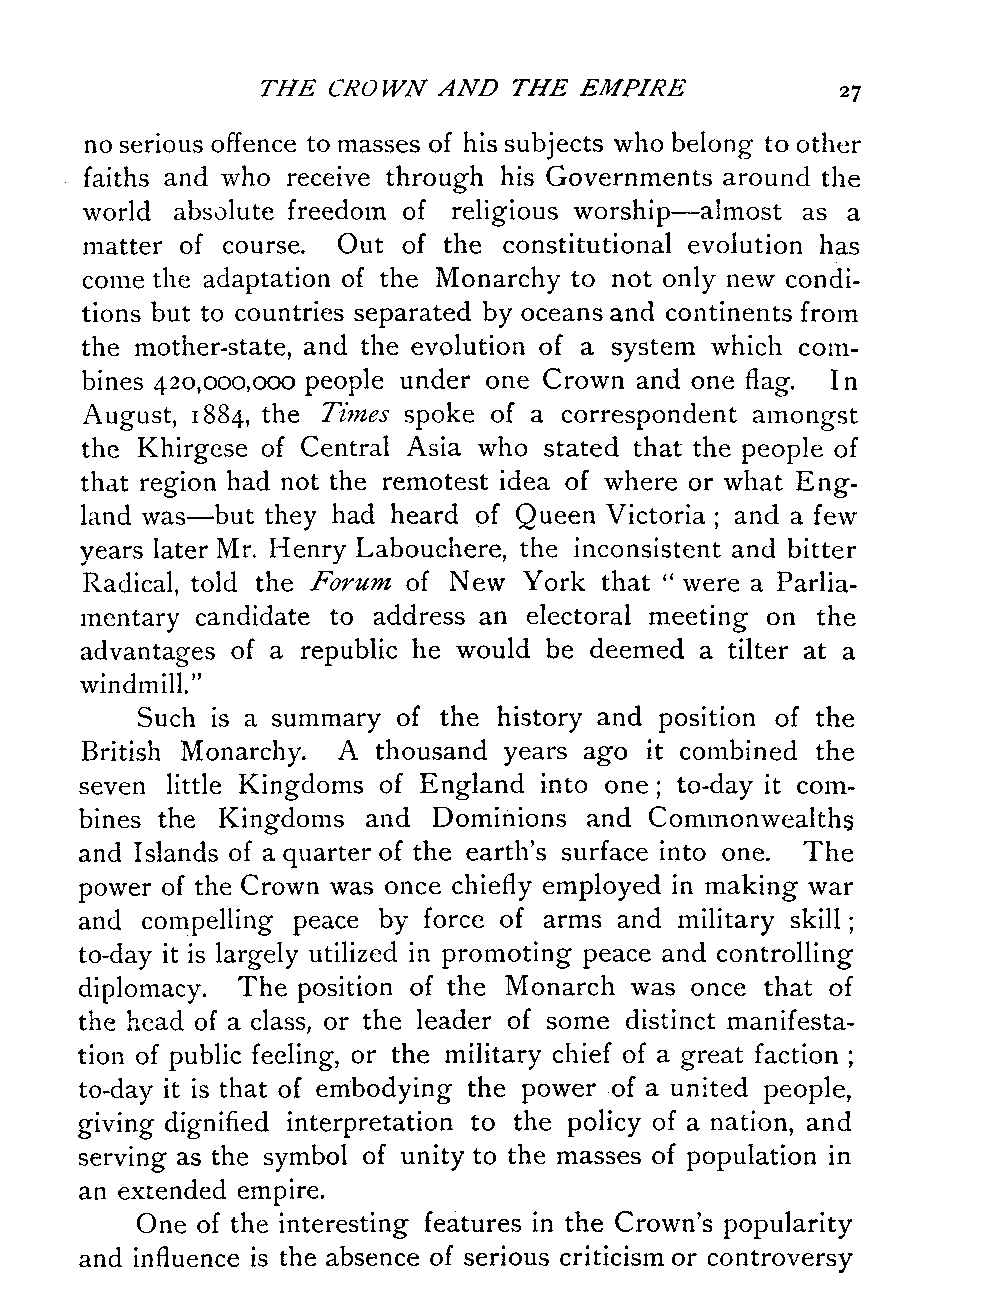 THE CROWN AND THE EMPIRE 27
no serious offence to masses of his subjects who belong to other
faiths and who receive through his Governments around the
world absolute freedom of religious worship—almost as a
matter of course. Out of the constitutional evolution has
come the adaptation of the Monarchy to not only new condi-
tions but to countries separated by oceans and continents from
the mother-state, and the evolution of a system which com-
bines 420,000,000 people under one Crown and one flag. In
August, 1884, the Times spoke of a correspondent amongst
the Khirgese of Central Asia who stated that the people of
that region had not the remotest idea of where or what Eng-
land was—but they had heard of Queen Victoria ; and a few
years later Mr. Henry Labouchere, the inconsistent and bitter
Radical, told the Forum of New York that “ were a Parlia-
mentary candidate to address an electoral meeting on the
advantages of a republic he would be deemed a tilter at a
windmill.”
Such is a summary of the history and position of the
British Monarchy. A thousand years ago it combined the
seven little Kingdoms of England into one ; to-day it com-
bines the Kingdoms and Dominions and Commonwealths
and Islands of a quarter of the earth’s surface into one. The
power of the Crown was once chiefly employed in making war
and compelling peace by force of arms and military skill ;
to-day it is largely utilized in promoting peace and controlling
diplomacy. The position of the Monarch was once that of
the head of a class, or the leader of some distinct manifesta-
tion of public feeling, or the military chief of a great faction ;
to-day it is that of embodying the power of a united people,
giving dignified interpretation to the policy of a nation, and
serving as the symbol of unity to the masses of population in
an extended empire.
One of the interesting features in the Crown’s popularity
and influence is the absence of serious criticism or controversy